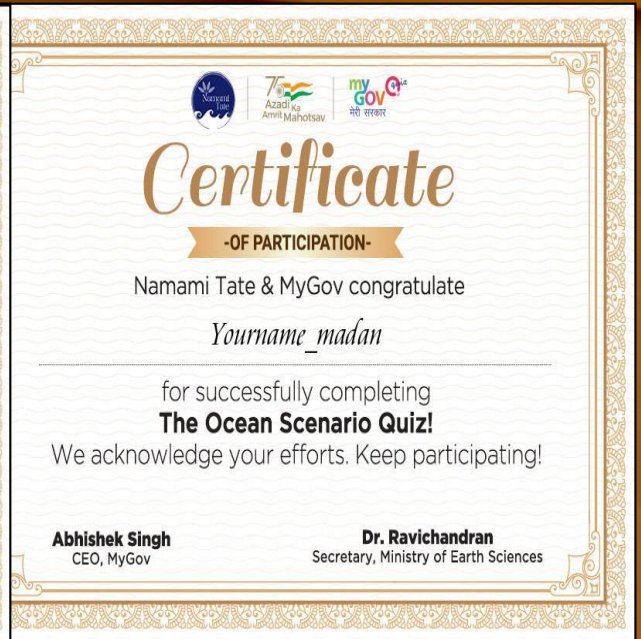 Namami
Tate
75
Azadi Ka
Amrit Mahotsav
my
GOV
मेरी सरकार
Quiz
Certificate
-OF PARTICIPATION-
Namami Tate & MyGov congratulate
Yourname_madan
for successfully completing
The Ocean Scenario Quiz!
We acknowledge your efforts. Keep participating!
Abhishek Singh
CEO, MyGov
Dr. Ravichandran
Secretary, Ministry of Earth Sciences